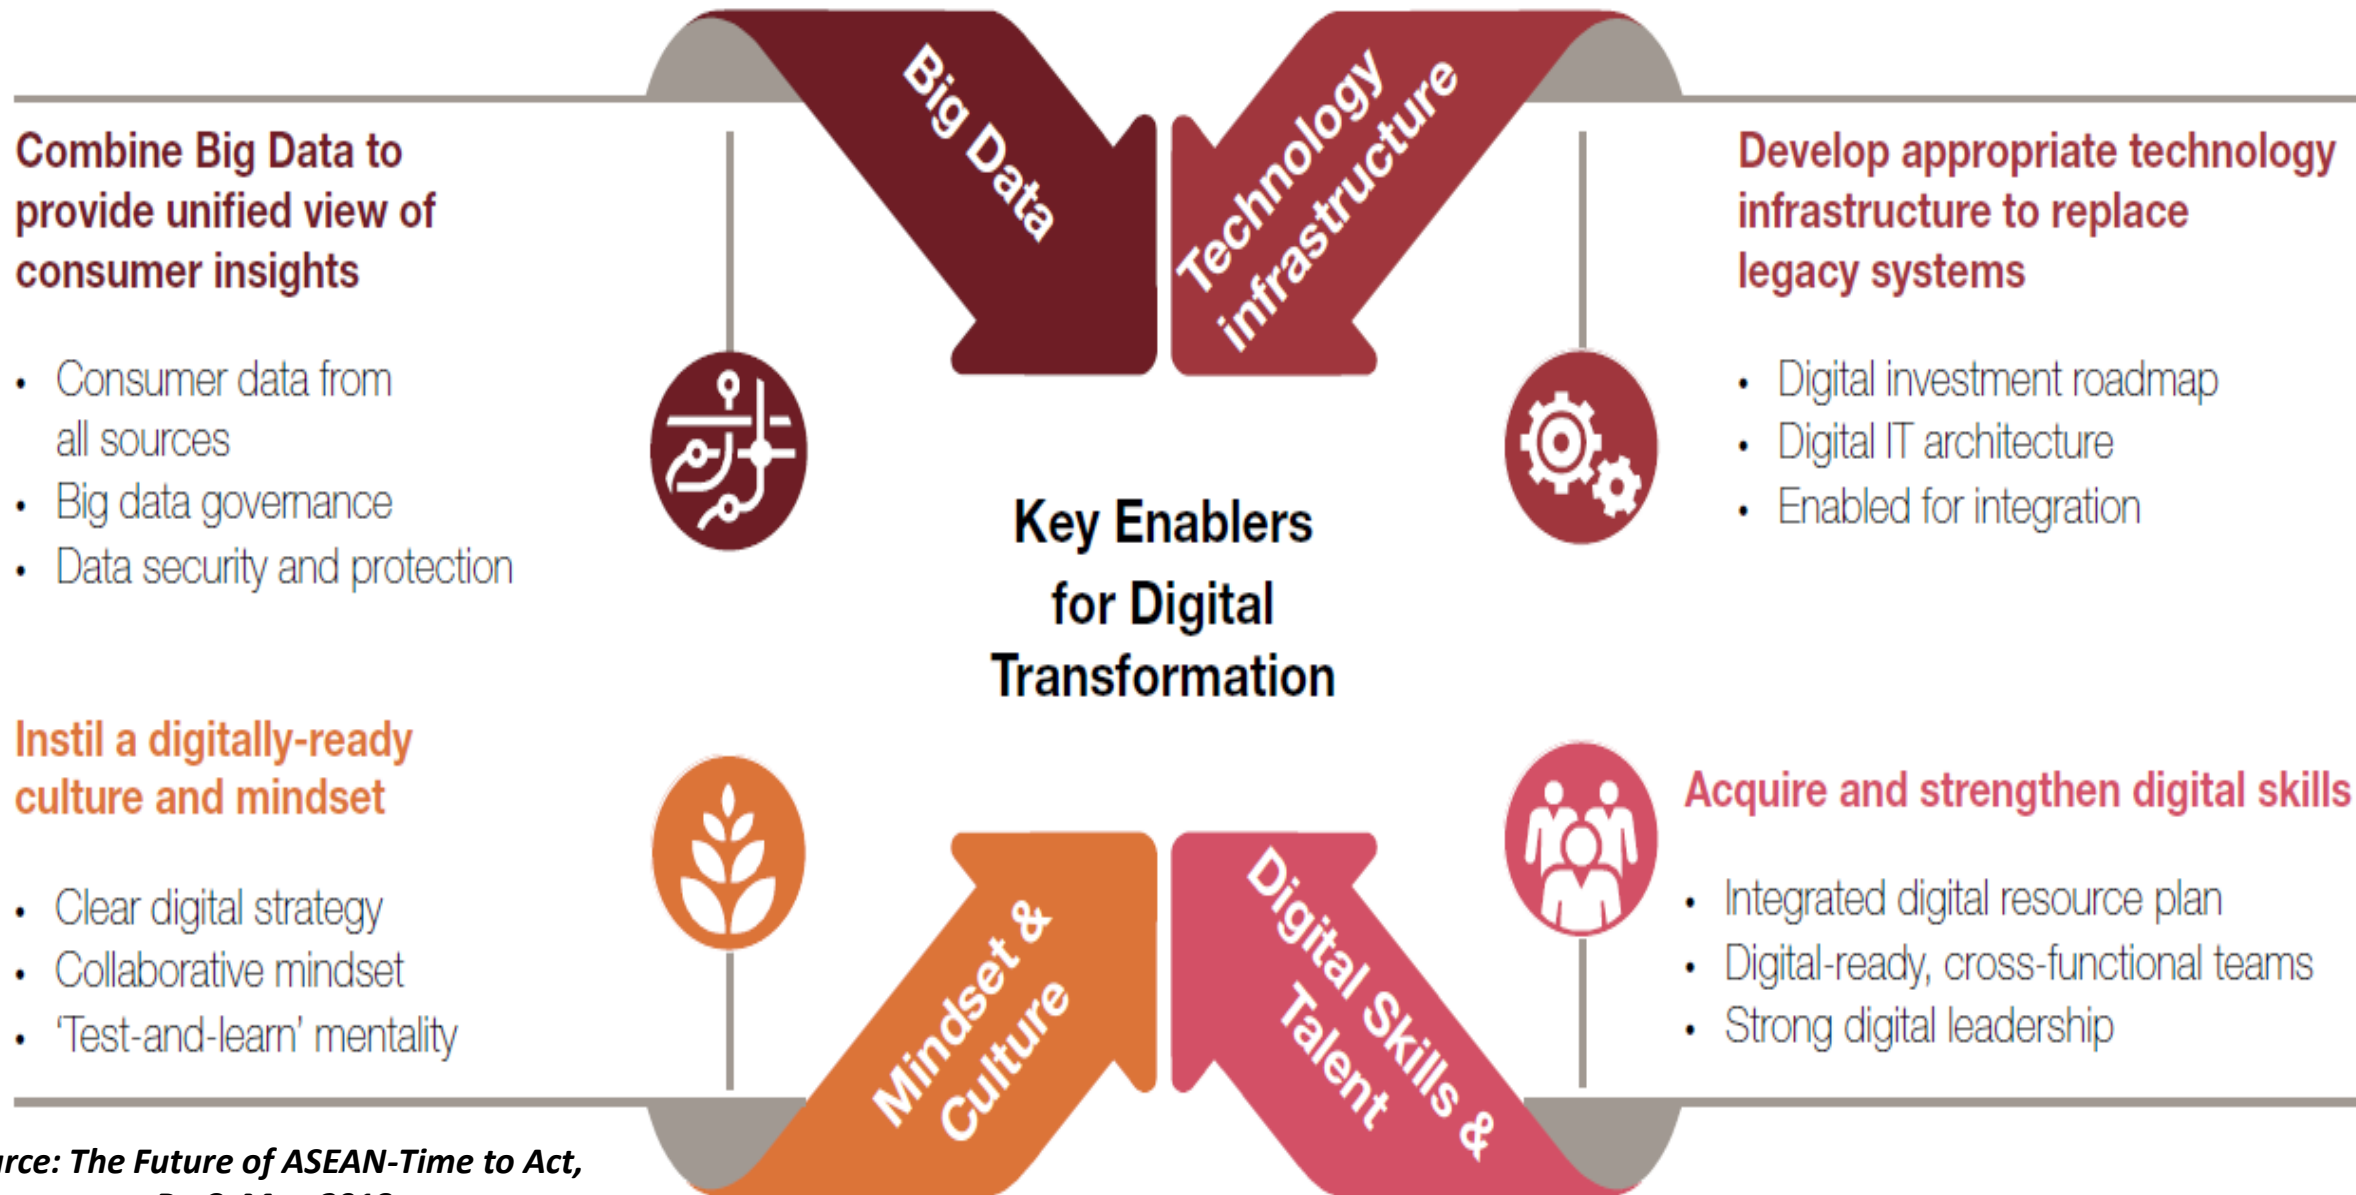 Big Data
Technology
infrastructure
Combine Big Data to
provide unified view of
consumer insights
• Consumer data from
all sources
• Big data governance
• Data security and protection
Develop appropriate technology
infrastructure to replace
legacy systems
• Digital investment roadmap
• Digital IT architecture
• Enabled for integration
Key Enablers
for Digital
Transformation
Instil a digitally-ready
culture and mindset
• Clear digital strategy
• Collaborative mindset
• ‘Test-and-learn’ mentality
Acquire and strengthen digital skills
• Integrated digital resource plan
• Digital-ready, cross-functional teams
• Strong digital leadership
Mindset &
Culture
Digital Skills &
Talent
rce: The Future of ASEAN-Time to Act,